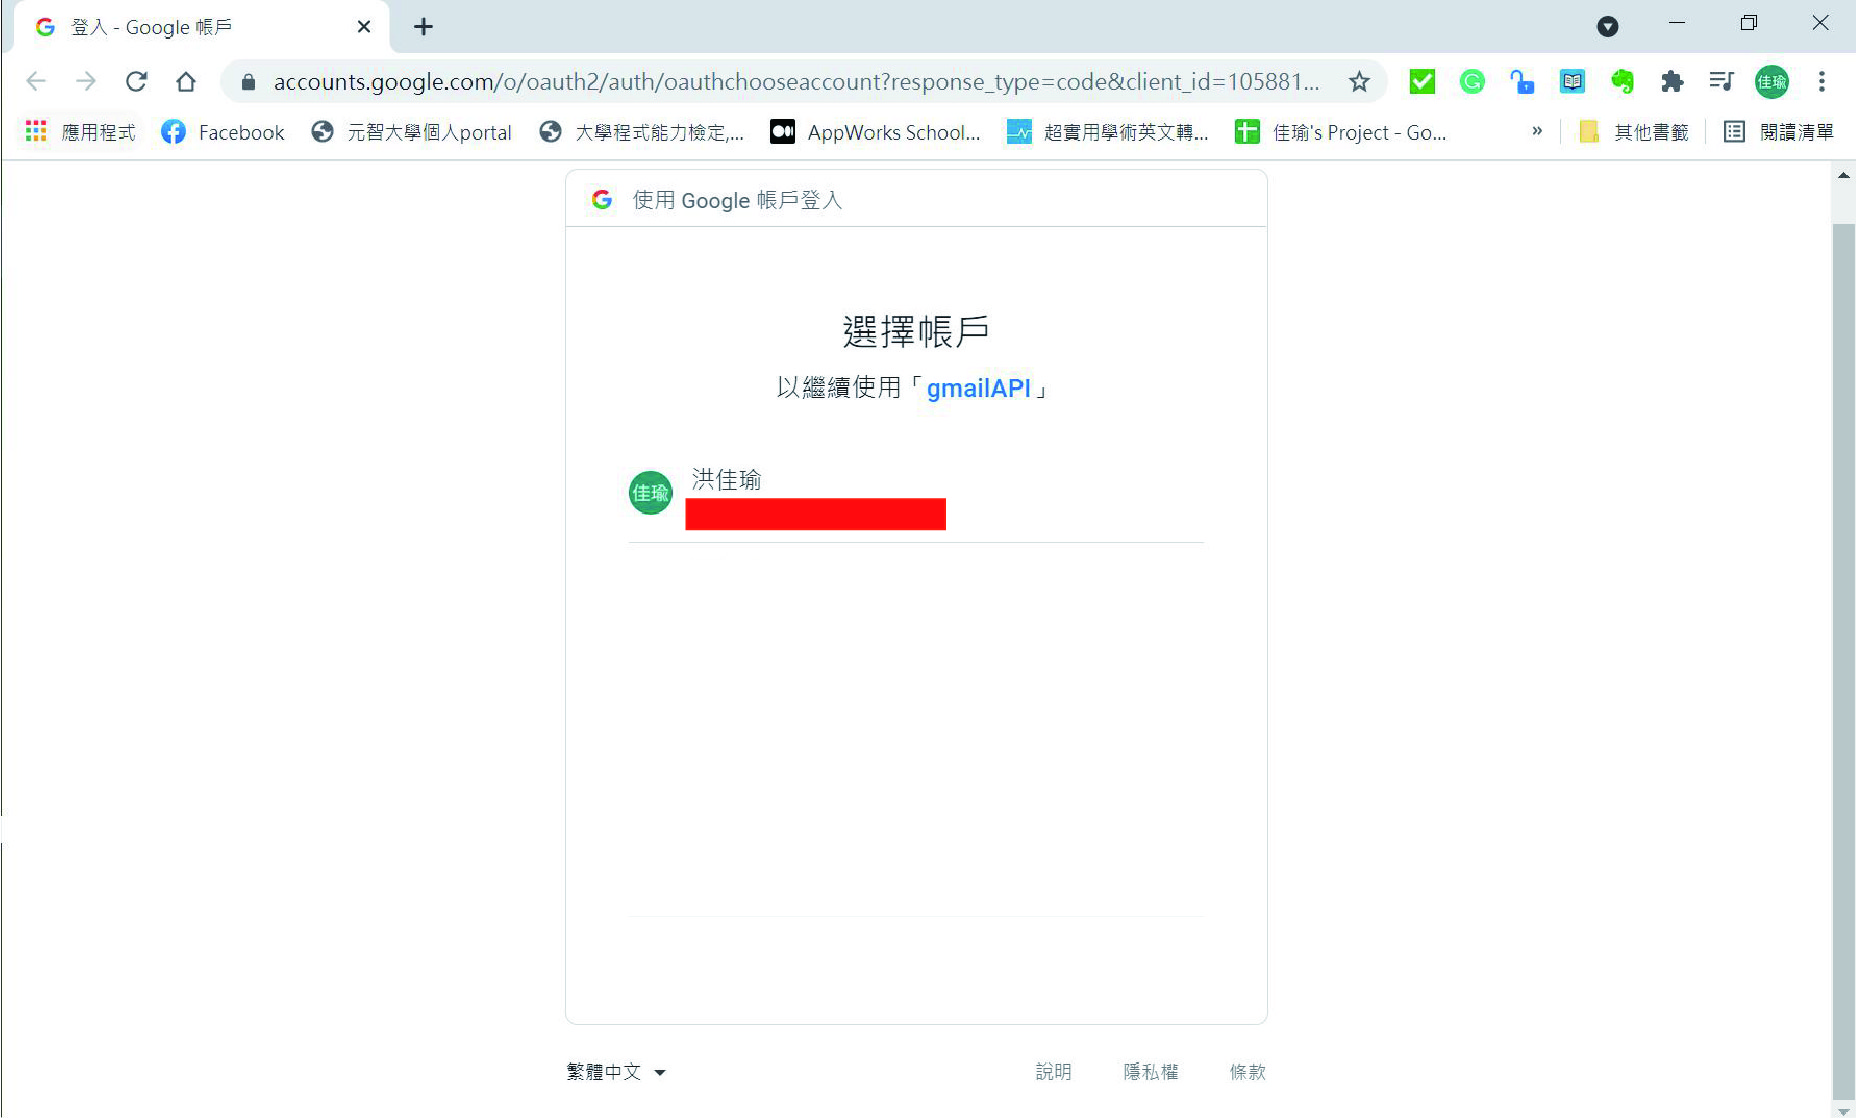 登入 - Google 帳戶
accounts.google.com/o/oauth2/auth/oauthchooseaccount?response_type=code&client_id=105881...
佳瑜
應用程式
Facebook
元智大學個人portal
大學程式能力檢定,...
AppWorks School...
超實用學術英文轉...
佳瑜's Project - Go...
»
其他書籤
閱讀清單
使用 Google 帳戶登入
選擇帳戶
以繼續使用「gmailAPI」
佳瑜
洪佳瑜
繁體中文
說明
隱私權
條款